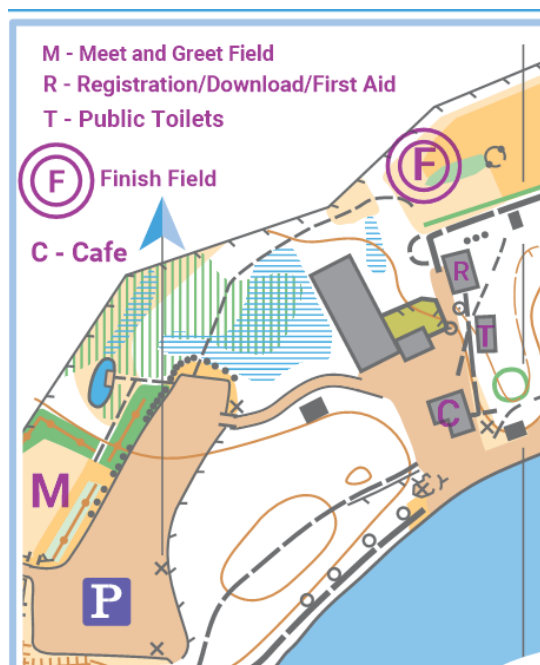 M - Meet and Greet Field
R - Registration/Download/First Aid
T - Public Toilets
F Finish Field
F
C - Cafe
R
T
C
M
P